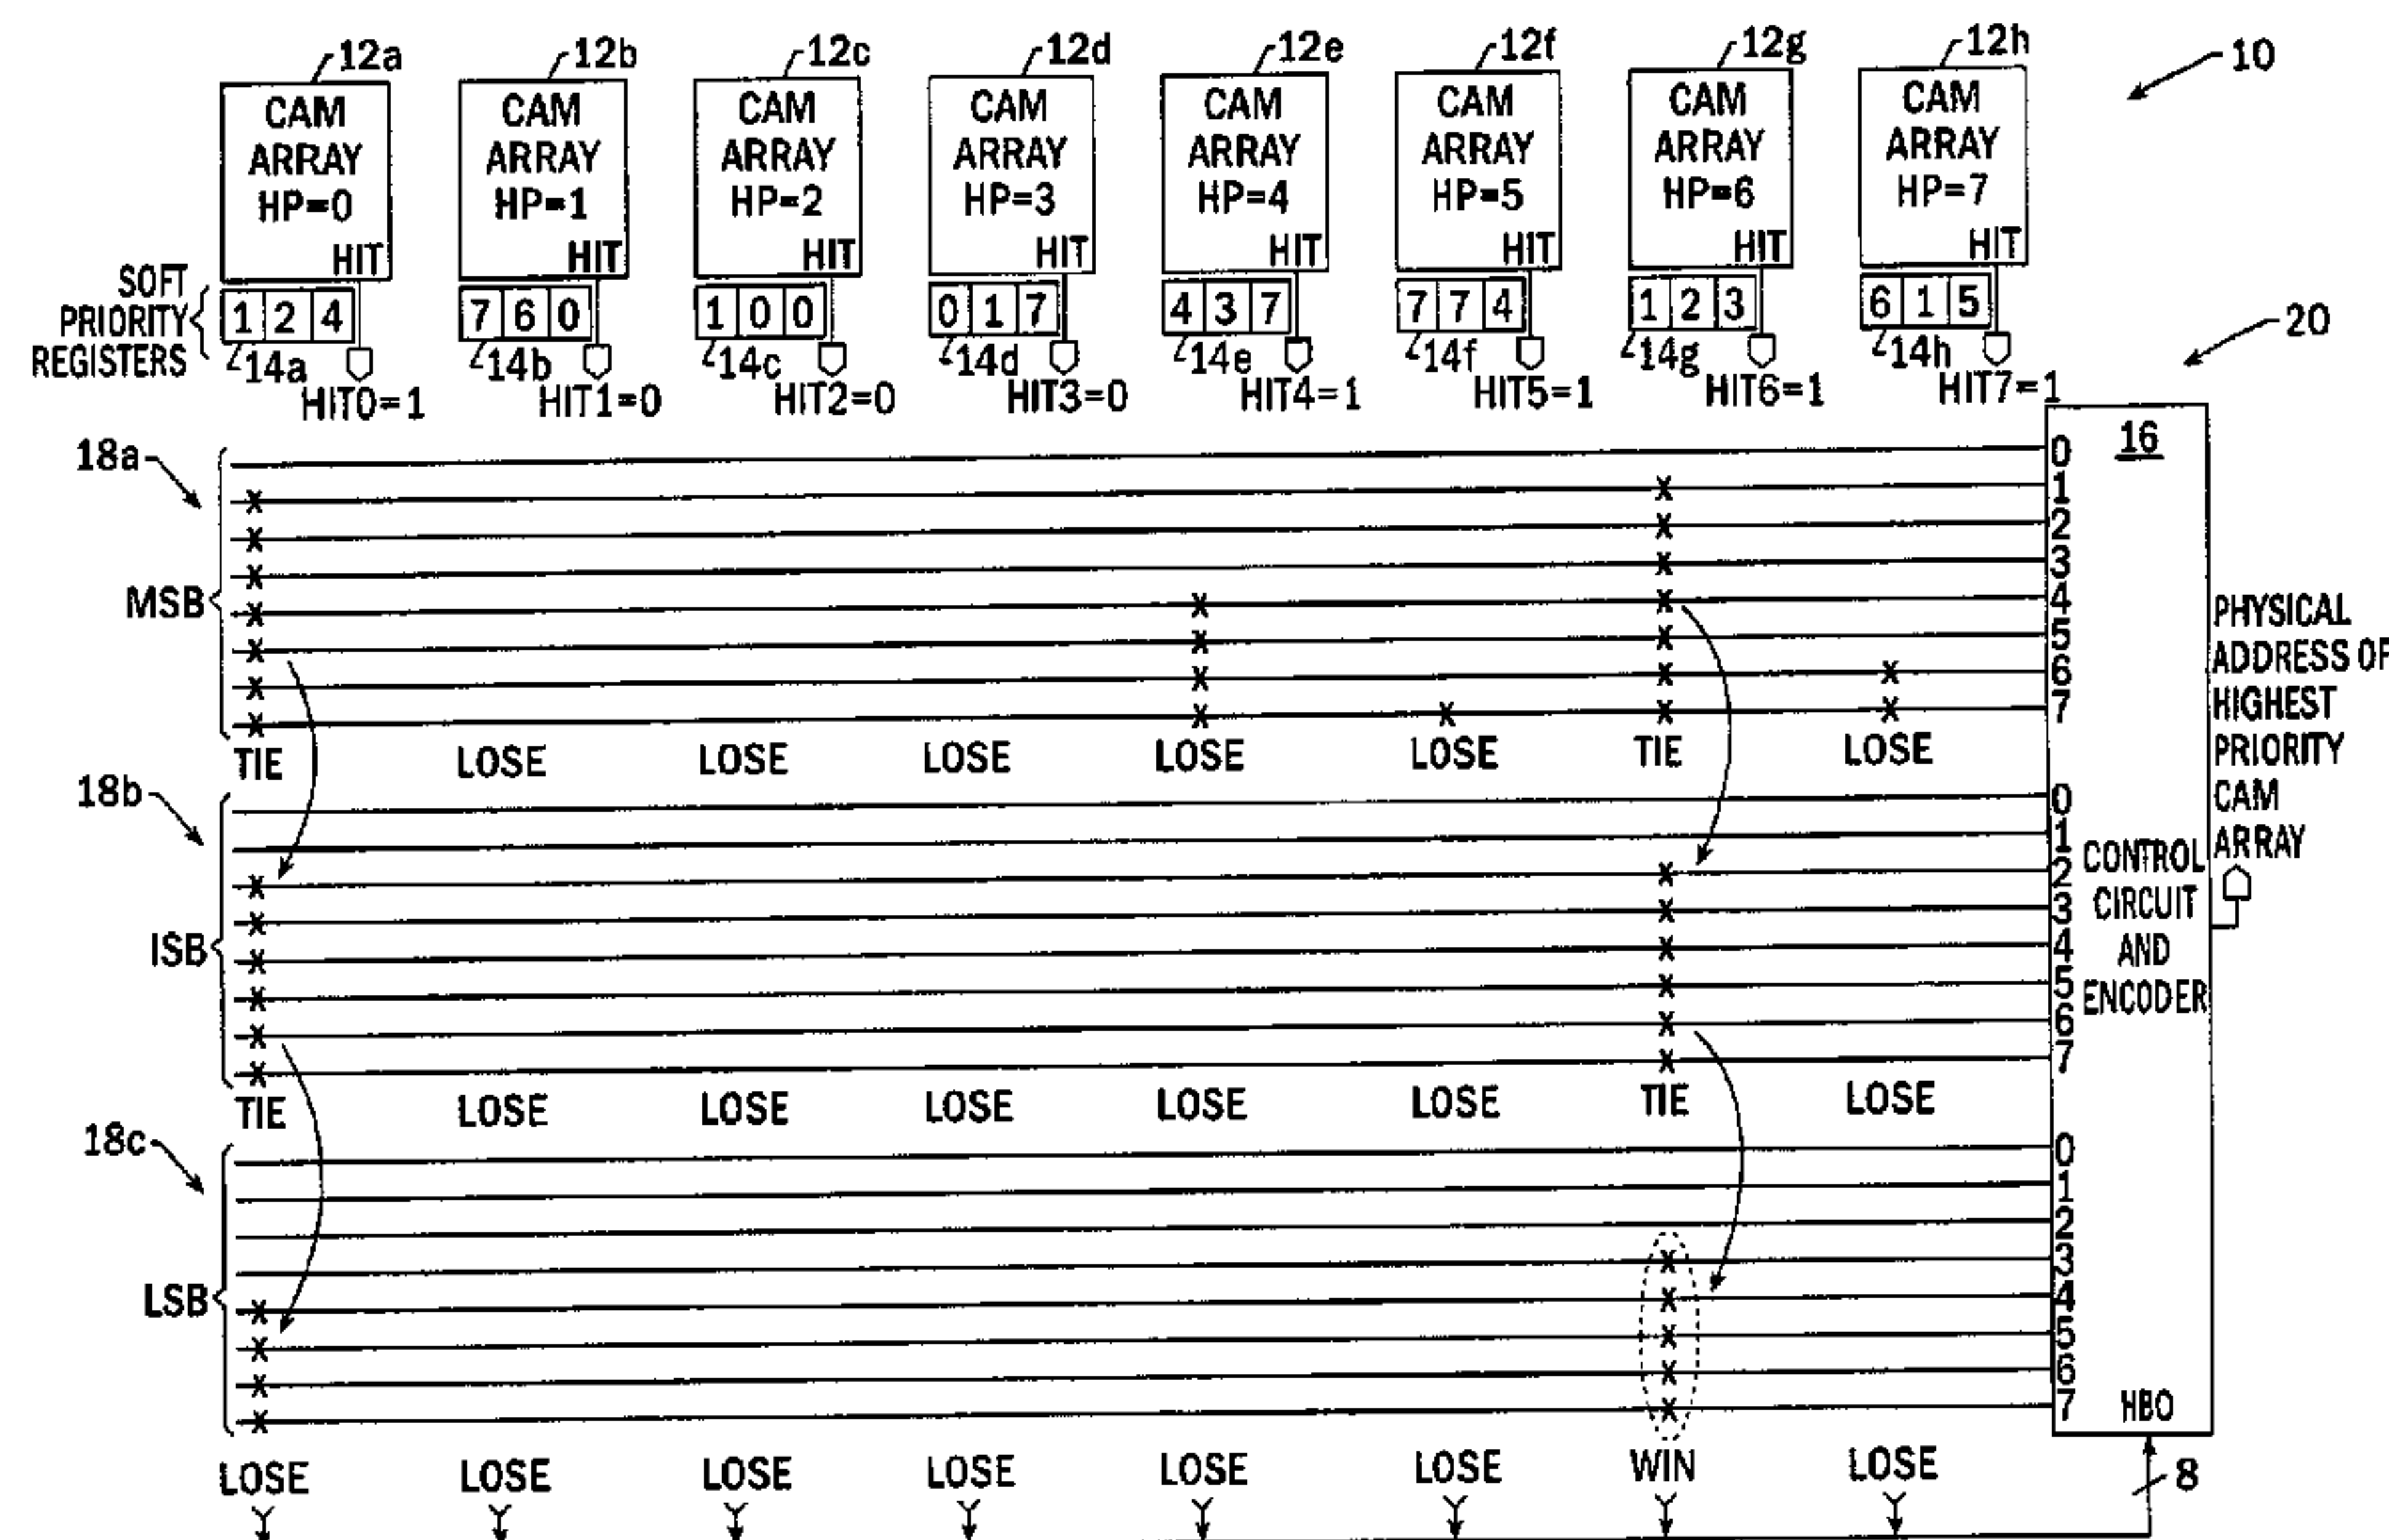 12a 12b 12c 12d 12e 12f 12g 12h 10
CAM ARRAY HP=0 HIT
CAM ARRAY HP=1 HIT
CAM ARRAY HP=2 HIT
CAM ARRAY HP=3 HIT
CAM ARRAY HP=4 HIT
CAM ARRAY HP=5 HIT
CAM ARRAY HP=6 HIT
CAM ARRAY HP=7 HIT
SOFT
PRIORITY
REGISTERS
1 2 4 7 6 0 1 0 0 0 1 7 4 3 7 7 7 4 1 2 3 6 1 5
14a 14b 14c 14d 14e 14f 14g 14h
HIT0=1 HIT1=0 HIT2=0 HIT3=0 HIT4=1 HIT5=1 HIT6=1 HIT7=1
20
16
18a
MSB
0
1
2
3
4
5
6
7
X X X X X X X
X X X X
X
X X X X X X X
X X
TIE LOSE LOSE LOSE LOSE LOSE TIE LOSE
18b
ISB
0
1
2
3
4
5
6
7
X X X X X X
X X X X X X
TIE LOSE LOSE LOSE LOSE LOSE TIE LOSE
18c
LSB
0
1
2
3
4
5
6
7
X X X X
X X X X X
LOSE LOSE LOSE LOSE LOSE LOSE WIN LOSE
CONTROL
CIRCUIT
AND
ENCODER
HBO
8
PHYSICAL
ADDRESS OF
HIGHEST
PRIORITY
CAM
ARRAY